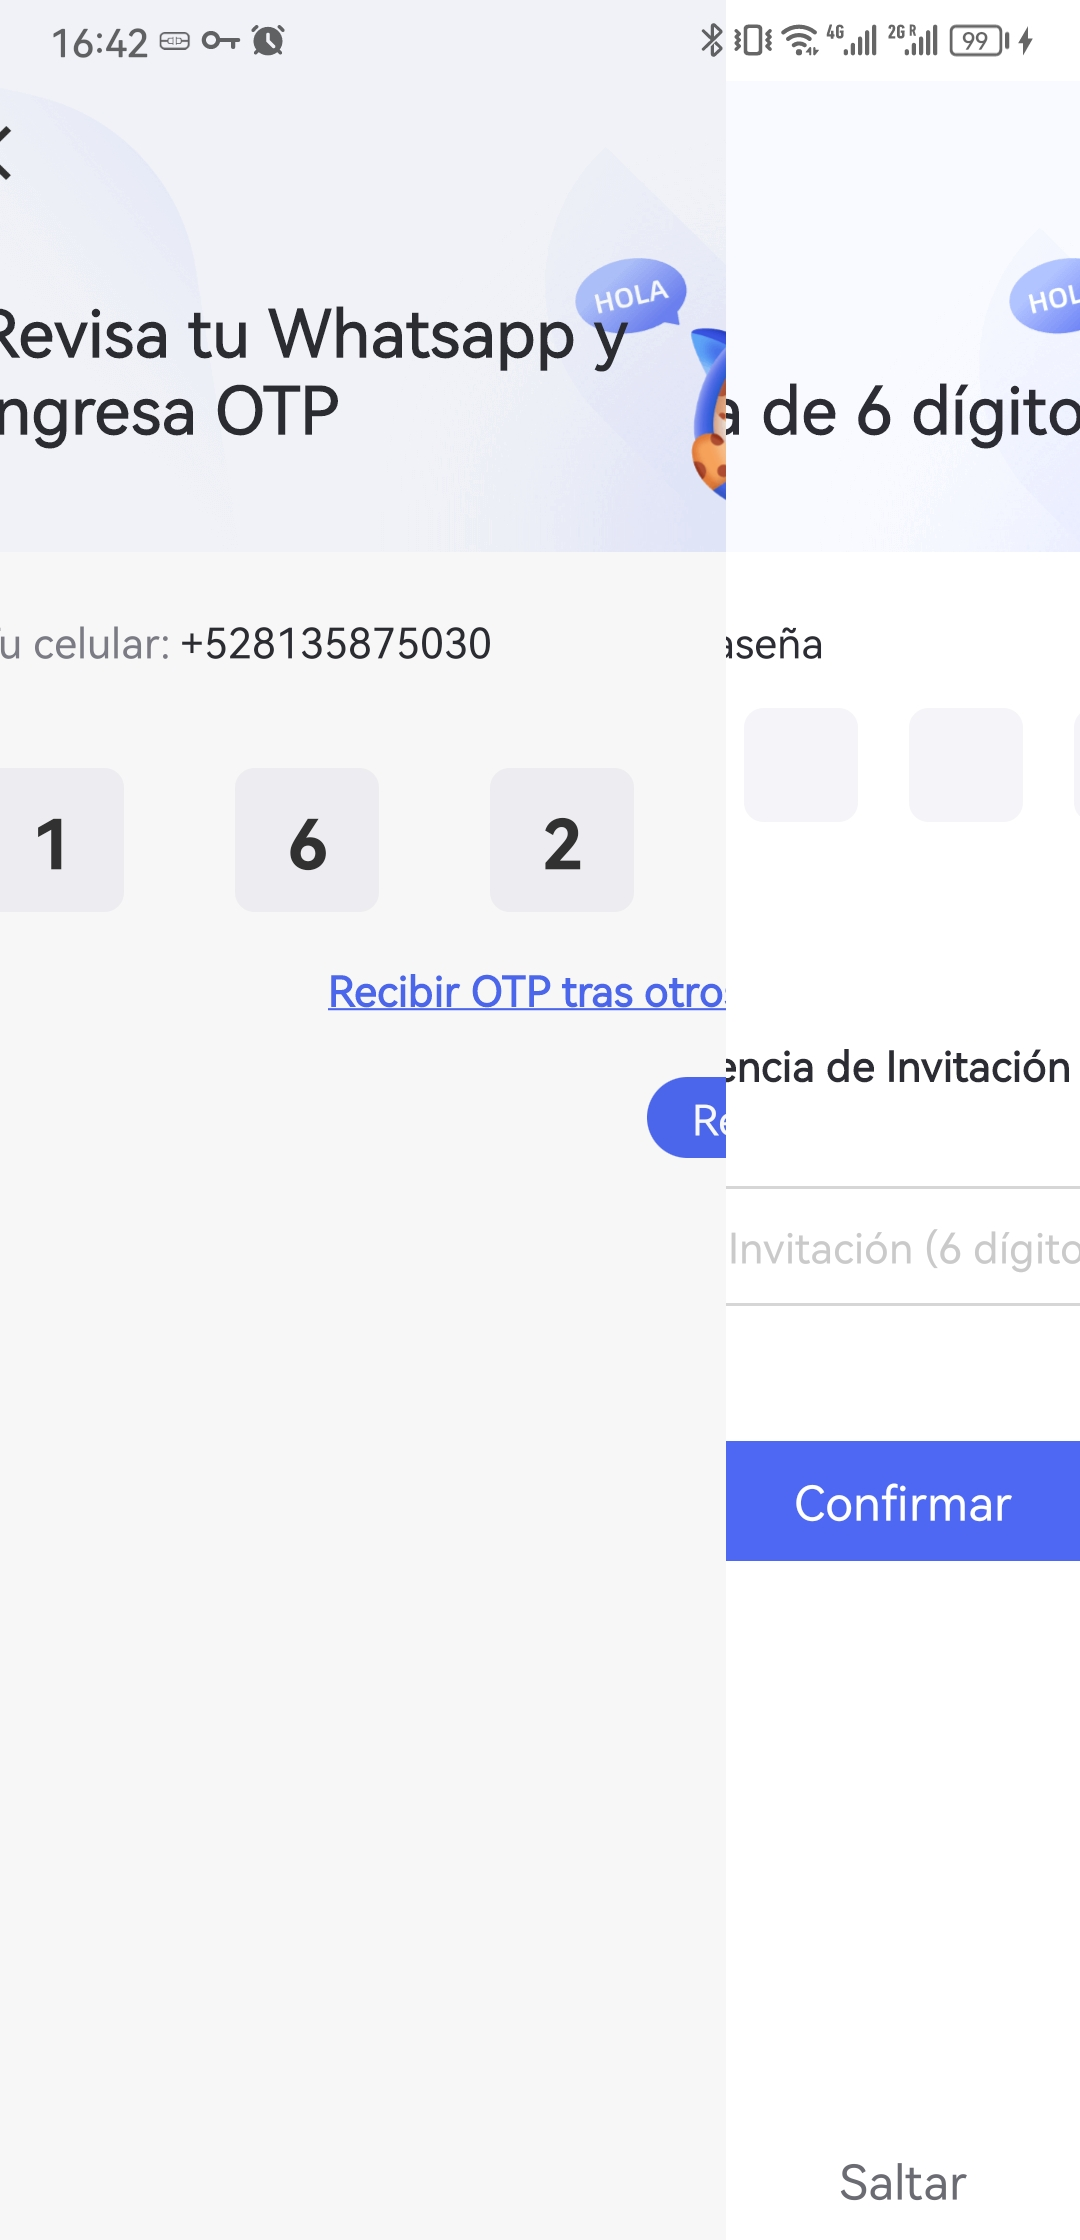 16:42
4G
2G R
99
HOLA
Revisa tu Whatsapp y
ngresa OTP
u celular: +528135875030
1 6 2
Recibir OTP tras otros
Re
HOL
a de 6 dígito
aseña
encia de Invitación
Invitación (6 dígito
Confirmar
Saltar